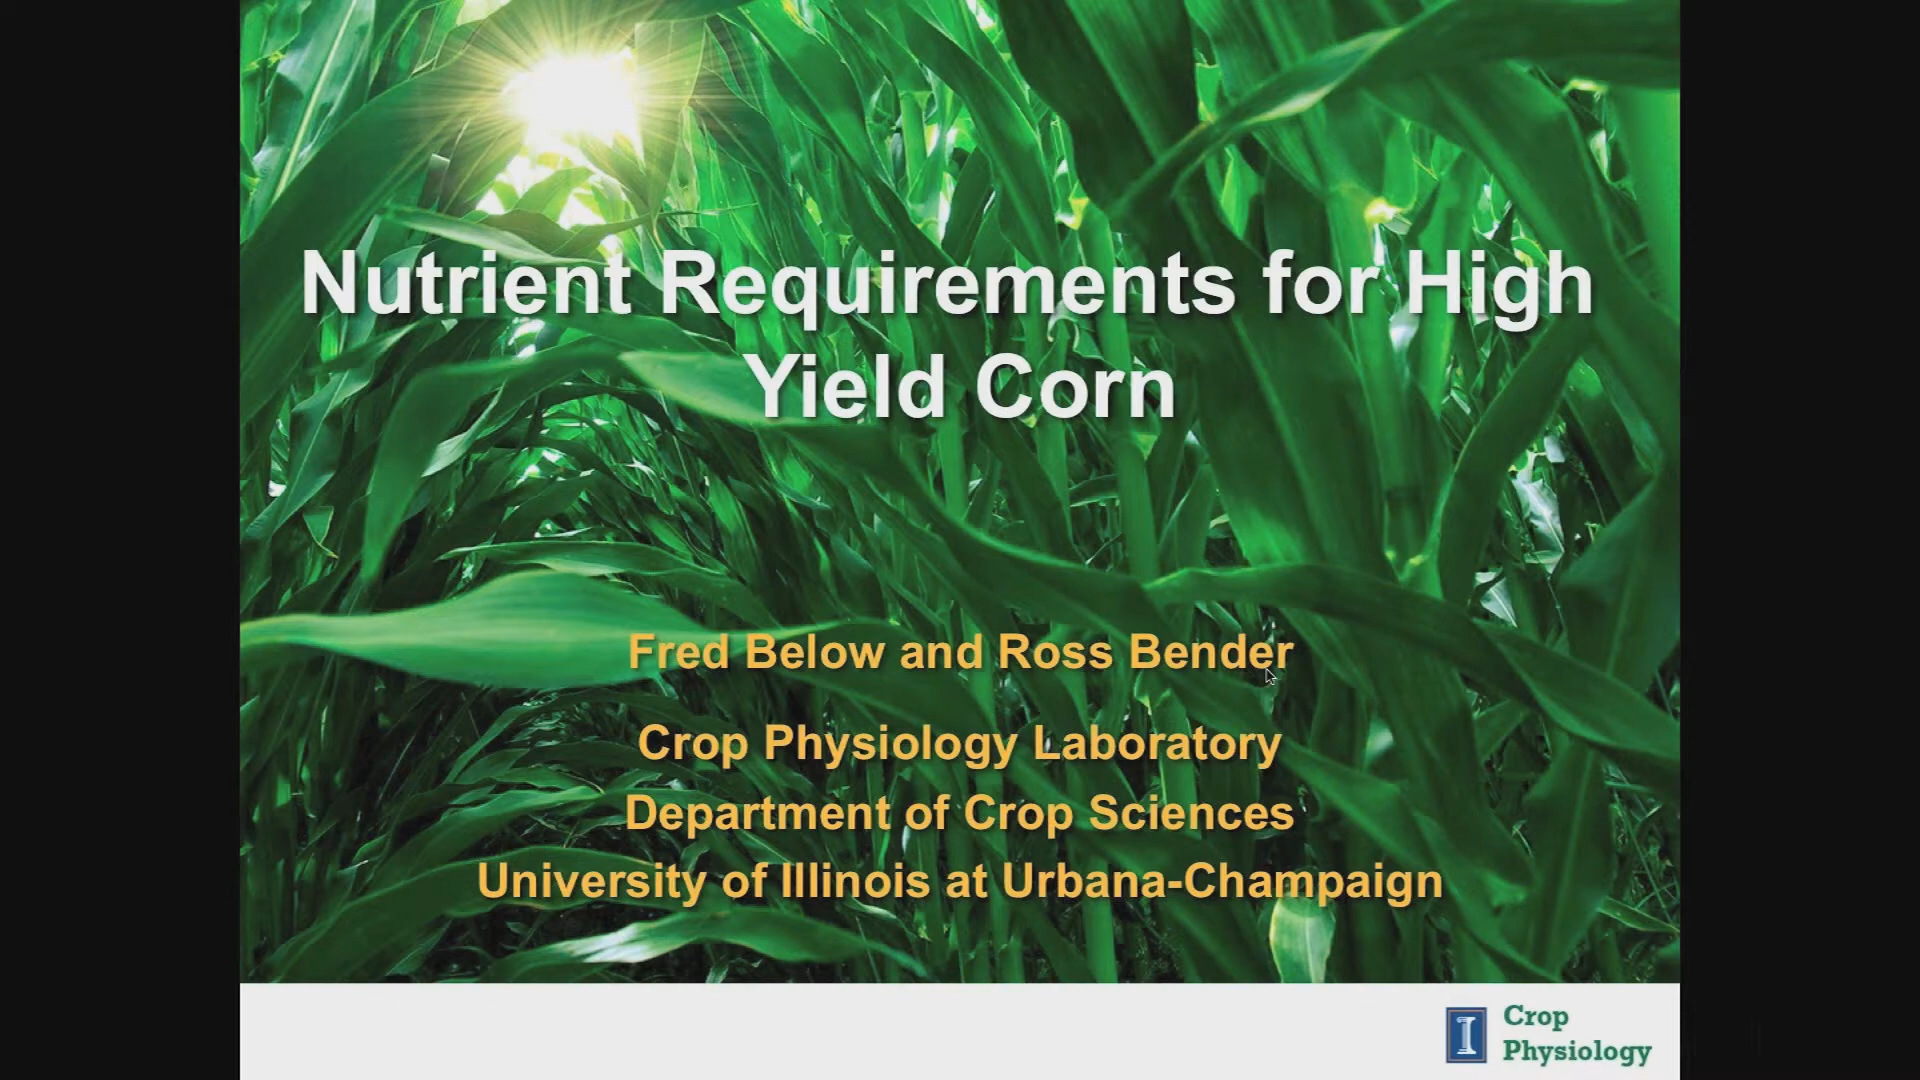 Nutrient Requirements for High
Yield Corn
Fred Below and Ross Bender
Crop Physiology Laboratory
Department of Crop Sciences
University of Illinois at Urbana-Champaign
I
Crop
Physiology